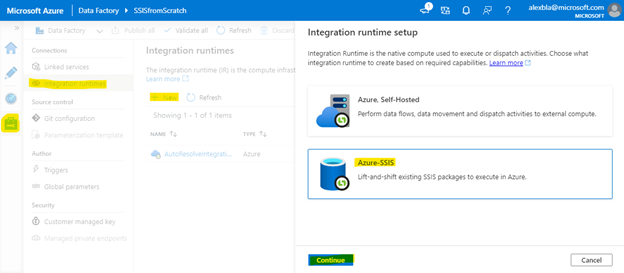 Microsoft Azure | Data Factory ▸ SSISfromScratch
alexbla@microsoft.com
MICROSOFT
Data Factory
Publish all
Validate all
Refresh
Discard all
Connections
Linked services
Integration runtimes
Source control
Git configuration
Parameterization template
Author
Triggers
Global parameters
Security
Customer managed key
Managed private endpoints
Integration runtimes
The integration runtime (IR) is the compute infrast
Learn more
New
Refresh
Showing 1 - 1 of 1 items
NAME
TYPE
AutoResolveIntegrati...
Azure
Integration runtime setup
Integration Runtime is the native compute used to execute or dispatch activities. Choose what
integration runtime to create based on required capabilities. Learn more
Azure, Self-Hosted
Perform data flows, data movement and dispatch activities to external compute.
Azure-SSIS
Lift-and-shift existing SSIS packages to execute in Azure.
Continue
Cancel